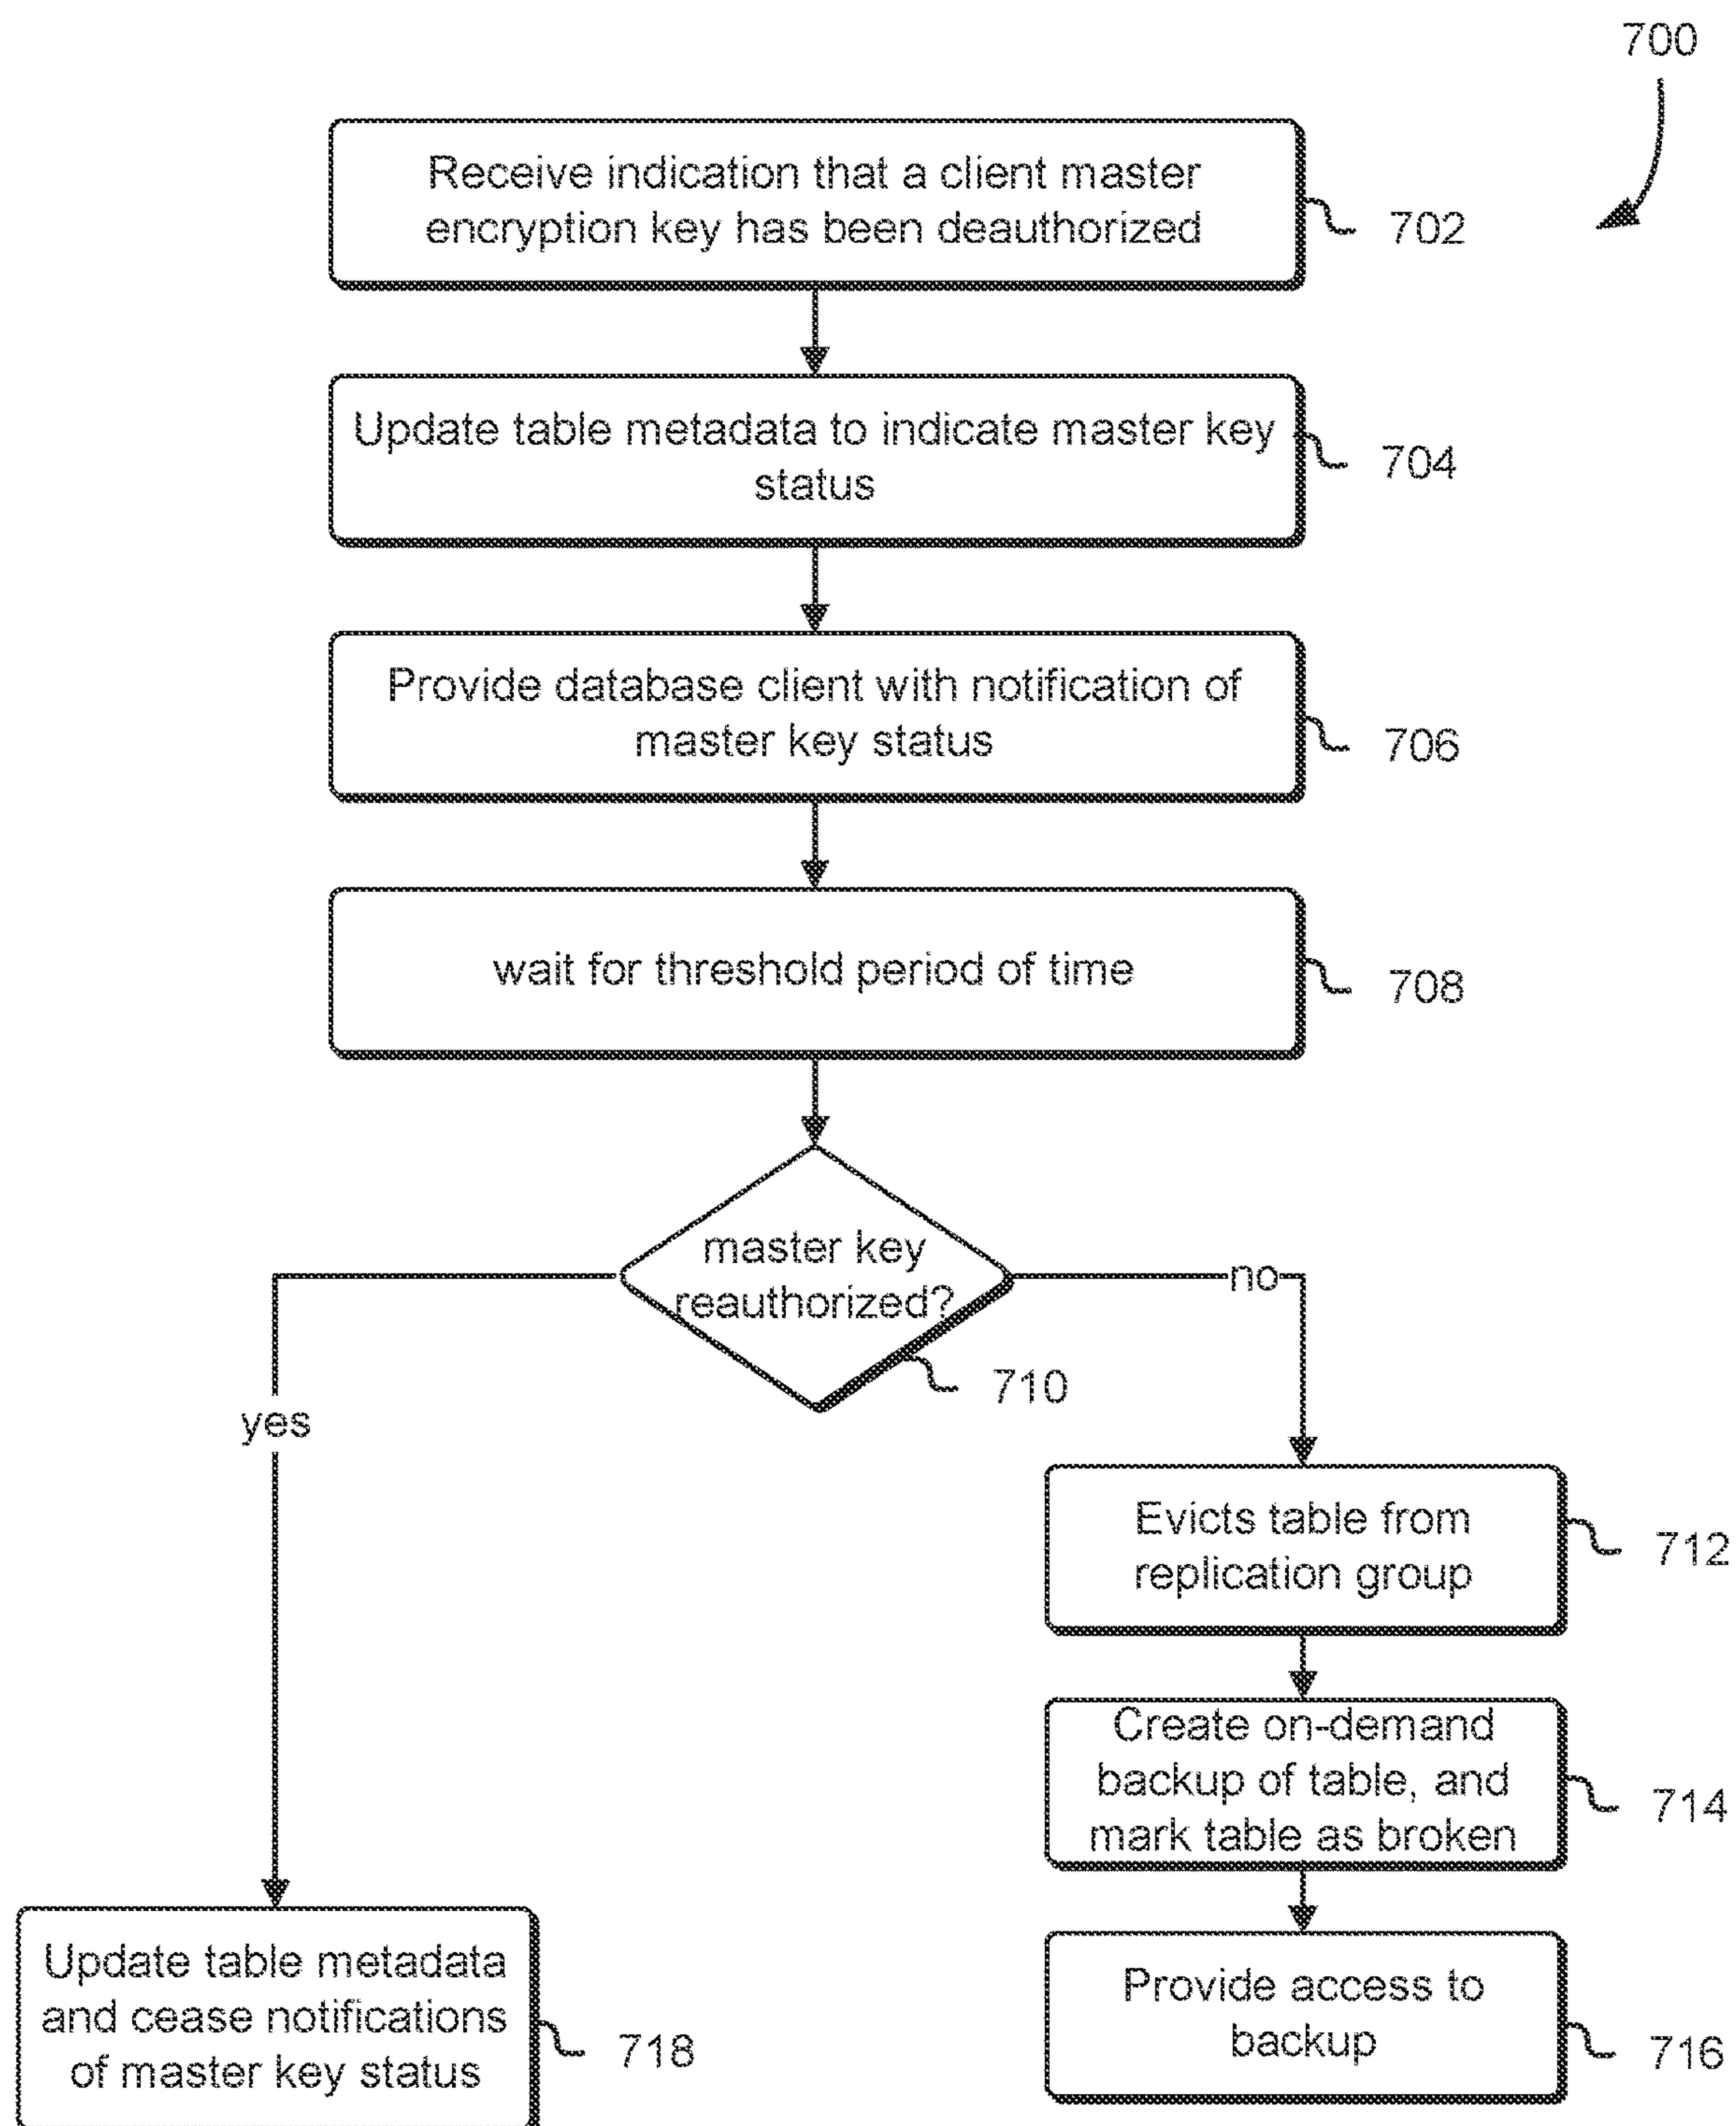 700
Receive indication that a client master
encryption key has been deauthorized
702
Update table metadata to indicate master key
status
704
Provide database client with notification of
master key status
706
wait for threshold period of time
708
master key
reauthorized?
710
no
yes
Evicts table from
replication group
712
Create on-demand
backup of table, and
mark table as broken
714
Provide access to
backup
716
Update table metadata
and cease notifications
of master key status
718